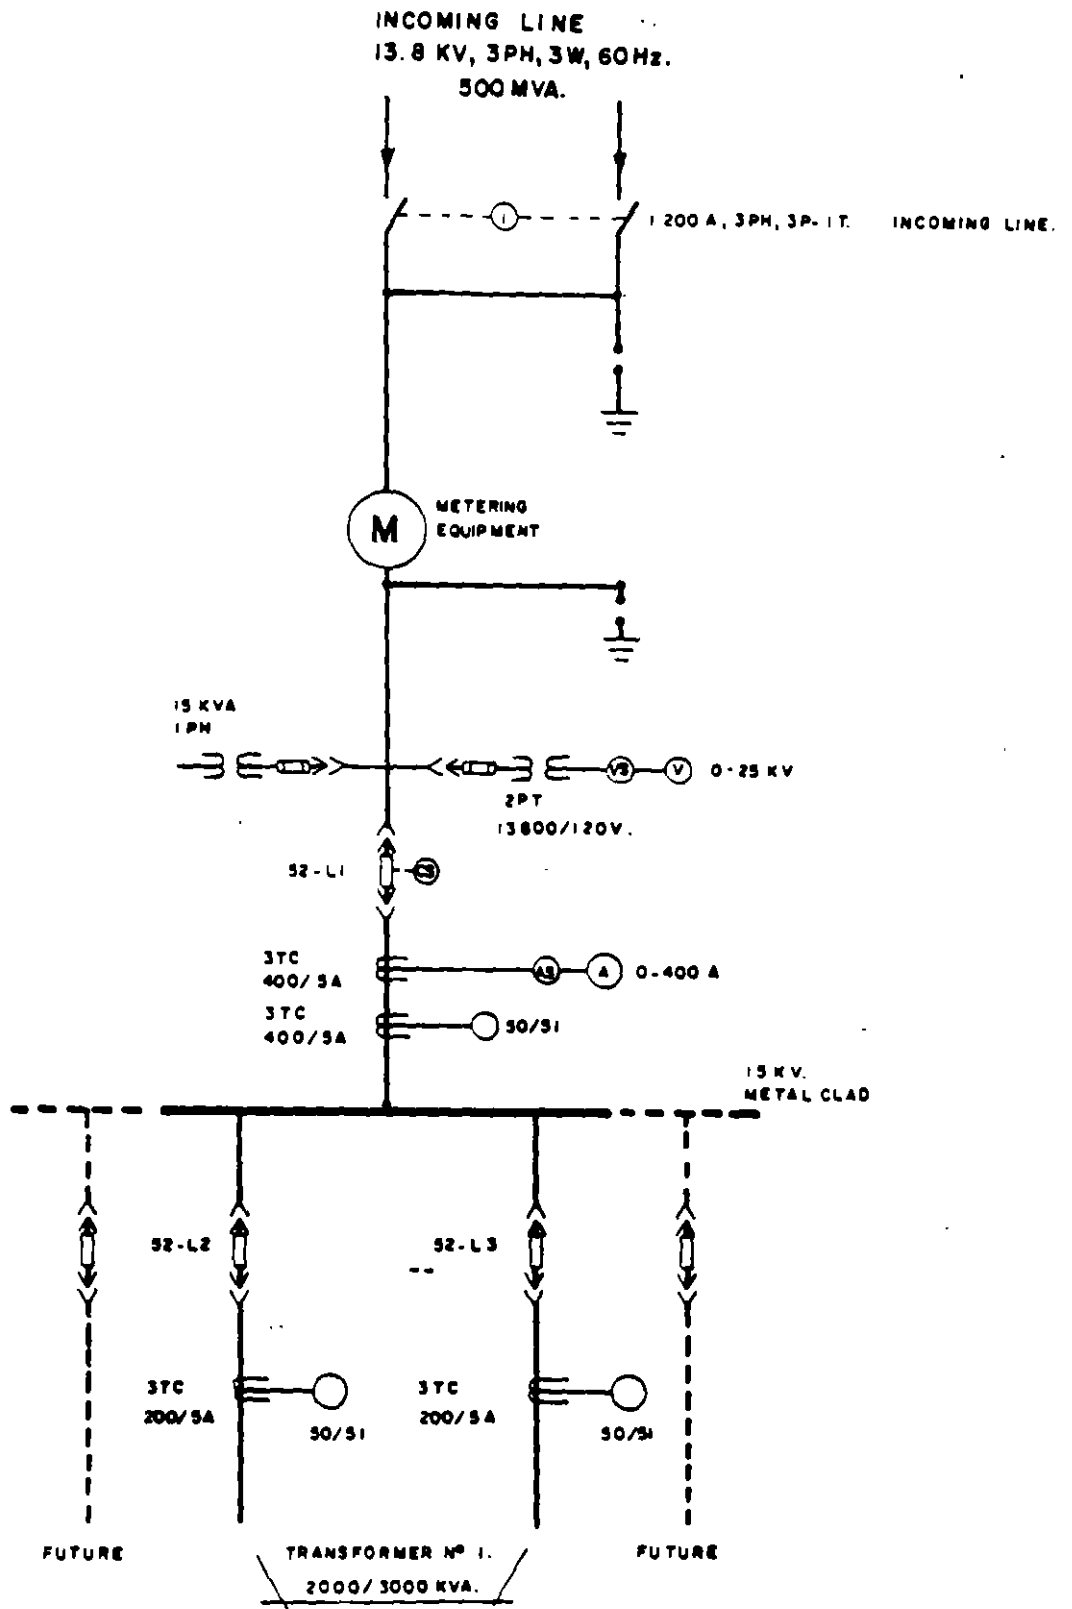 INCOMING LINE
13.8 KV, 3PH, 3W, 60Hz.
500 MVA.
I
1 200 A, 3PH, 3P-1T. INCOMING LINE.
M
METERING
EQUIPMENT
15 KVA
1 PH
VS
V
0-25 KV
2PT
13800/120V.
52-L1
CS
3TC
400/5A
AS
A
0-400 A
3TC
400/5A
50/51
15 KV.
METAL CLAD
52-L2
52-L3
3TC
200/5A
50/51
3TC
200/5A
50/51
FUTURE
TRANSFORMER Nº 1.
2000/3000 KVA.
FUTURE